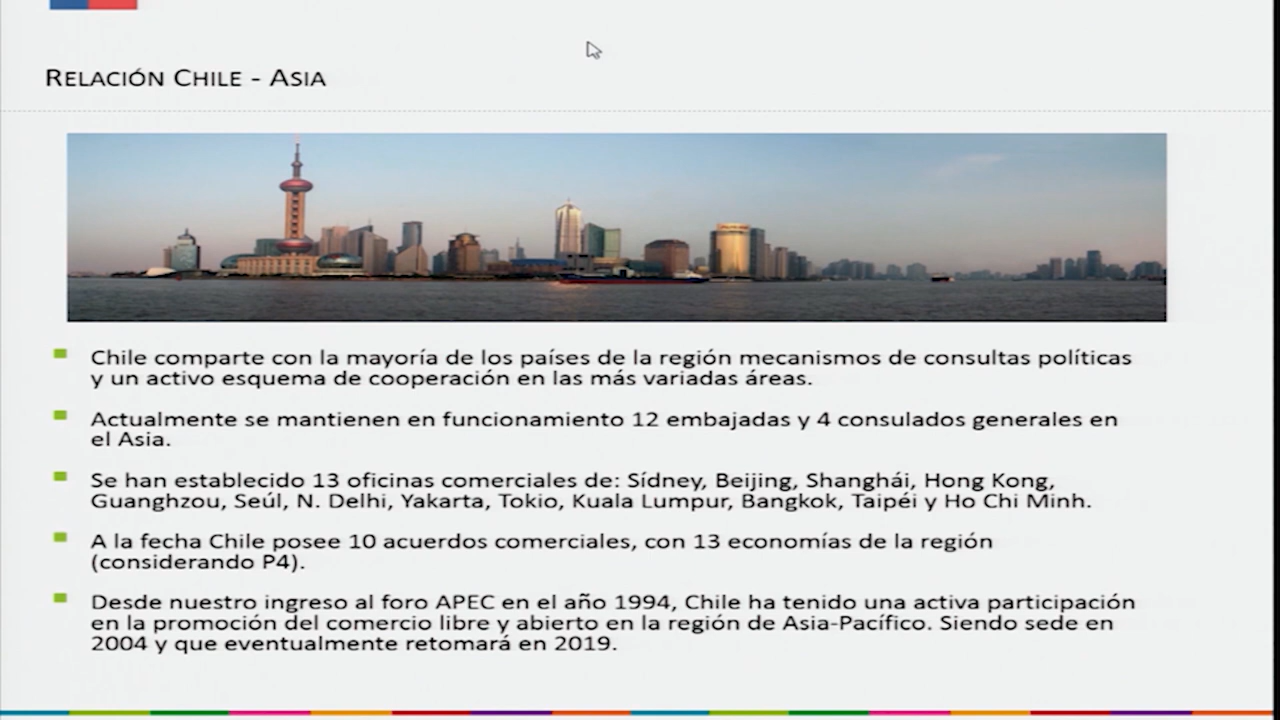 RELACIÓN CHILE - ASIA
Chile comparte con la mayoría de los países de la región mecanismos de consultas políticas
y un activo esquema de cooperación en las más variadas áreas.
Actualmente se mantienen en funcionamiento 12 embajadas y 4 consulados generales en
el Asia.
Se han establecido 13 oficinas comerciales de: Sídney, Beijing, Shanghái, Hong Kong,
Guanghzou, Seúl, N. Delhi, Yakarta, Tokio, Kuala Lumpur, Bangkok, Taipéi y Ho Chi Minh.
A la fecha Chile posee 10 acuerdos comerciales, con 13 economías de la región
(considerando P4).
Desde nuestro ingreso al foro APEC en el año 1994, Chile ha tenido una activa participación
en la promoción del comercio libre y abierto en la región de Asia-Pacífico. Siendo sede en
2004 y que eventualmente retomará en 2019.